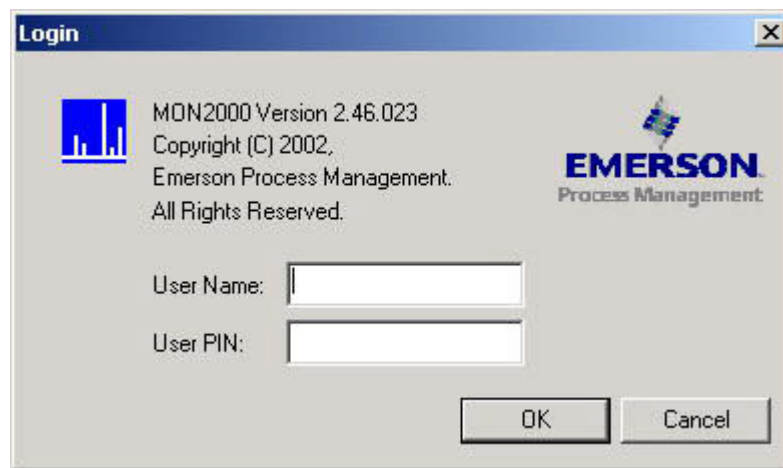 Login
MON2000 Version 2.46.023
Copyright (C) 2002,
Emerson Process Management.
All Rights Reserved.
EMERSON
Process Management
User Name:
User PIN:
OK
Cancel